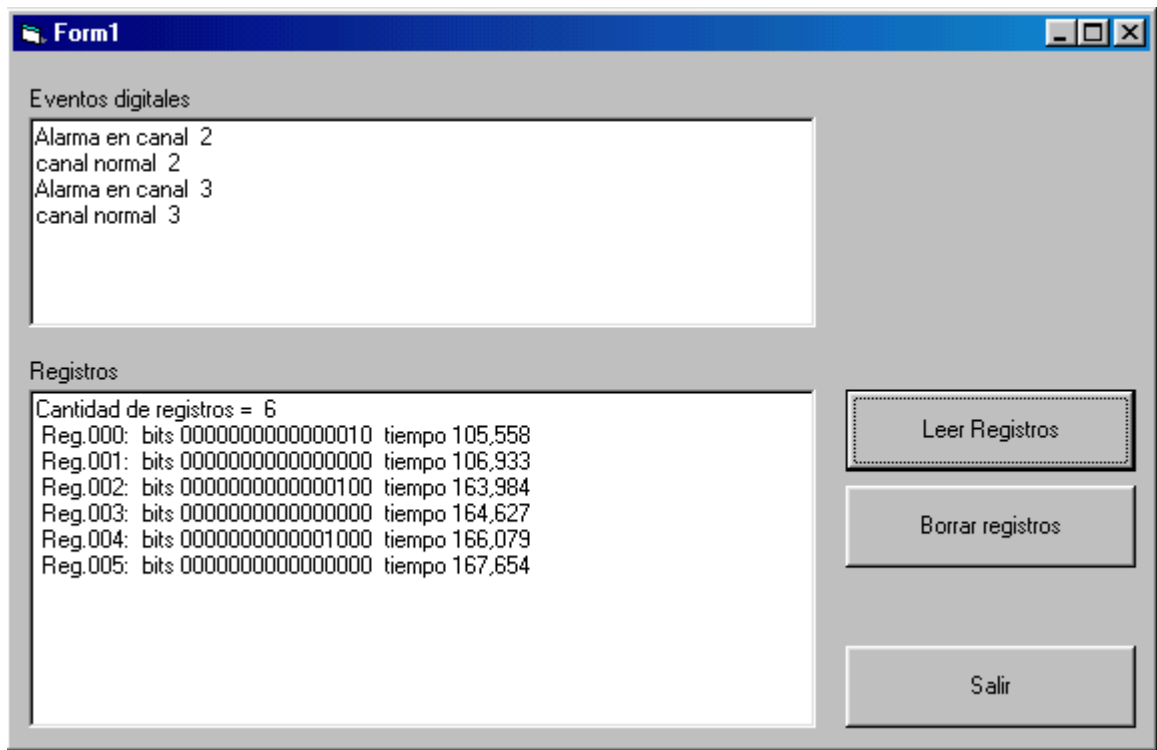 Form1
Eventos digitales
Alarma en canal  2
canal normal  2
Alarma en canal  3
canal normal  3
Registros
Cantidad de registros =  6
Reg.000:  bits 0000000000000010  tiempo 105,558
Reg.001:  bits 0000000000000000  tiempo 106,933
Reg.002:  bits 0000000000000100  tiempo 163,984
Reg.003:  bits 0000000000000000  tiempo 164,627
Reg.004:  bits 0000000000001000  tiempo 166,079
Reg.005:  bits 0000000000000000  tiempo 167,654
Leer Registros
Borrar registros
Salir